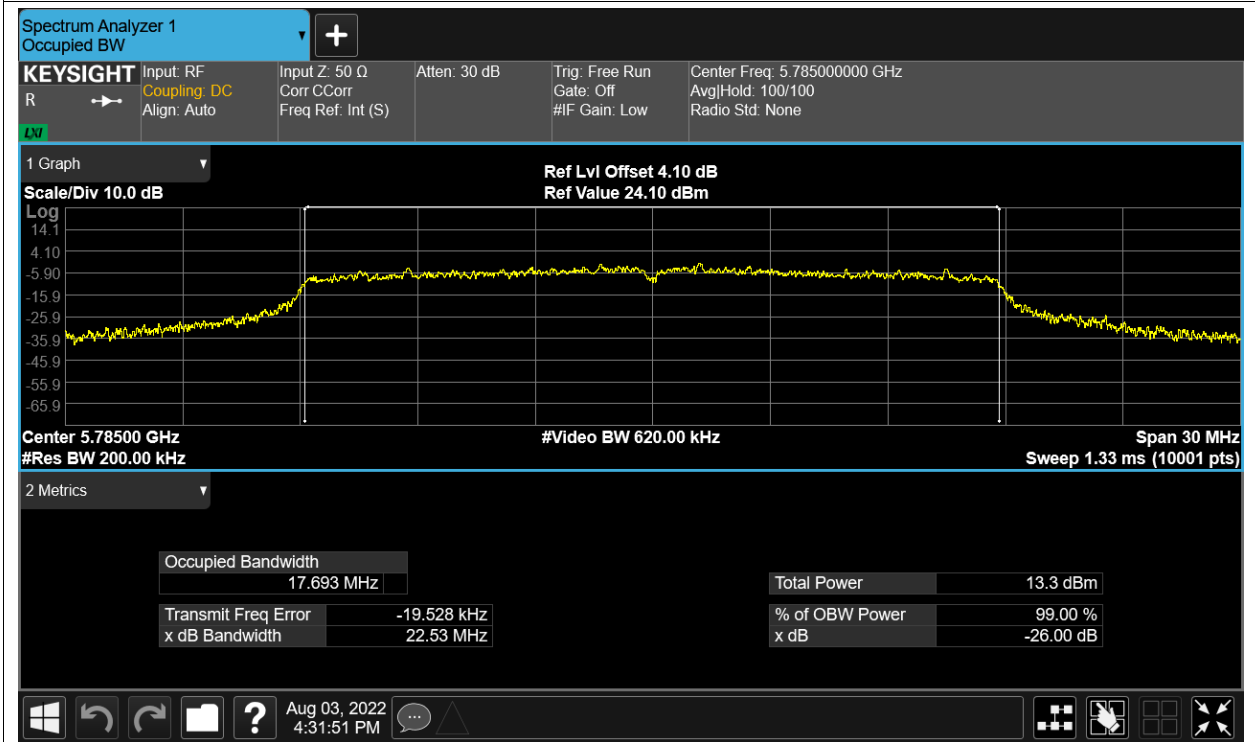 Spectrum Analyzer 1
Occupied BW
KEYSIGHT
R
LXI
Input: RF
Coupling: DC
Align: Auto
Input Z: 50 Ω
Corr CCorr
Freq Ref: Int (S)
Atten: 30 dB
Trig: Free Run
Gate: Off
#IF Gain: Low
Center Freq: 5.785000000 GHz
Avg|Hold: 100/100
Radio Std: None
1 Graph
Scale/Div 10.0 dB
Ref Lvl Offset 4.10 dB
Ref Value 24.10 dBm
Log
14.1
4.10
-5.90
-15.9
-25.9
-35.9
-45.9
-55.9
-65.9
Center 5.78500 GHz
#Res BW 200.00 kHz
#Video BW 620.00 kHz
Span 30 MHz
Sweep 1.33 ms (10001 pts)
2 Metrics
Occupied Bandwidth
17.693 MHz
Transmit Freq Error -19.528 kHz
x dB Bandwidth 22.53 MHz
Total Power 13.3 dBm
% of OBW Power 99.00 %
x dB -26.00 dB
?
Aug 03, 2022
4:31:51 PM